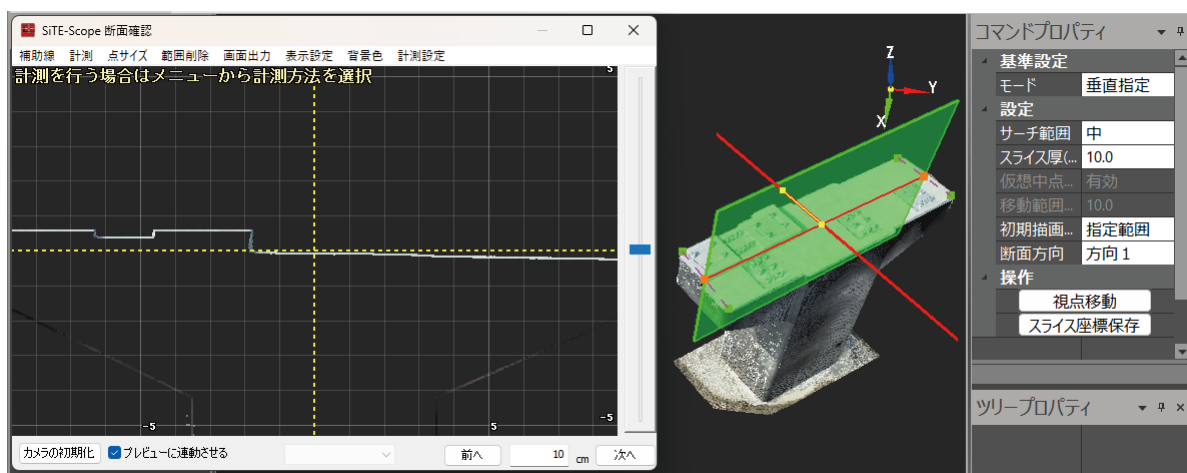 SiTE-Scope 断面確認
補助線 計測 点サイズ 範囲削除 画面出力 表示設定 背景色 計測設定
計測を行う場合はメニューから計測方法を選択
5
-5
-5
5
カメラの初期化 プレビューに連動させる 前へ 10 cm 次へ
Z
Y
X
コマンドプロパティ
基準設定
モード 垂直指定
設定
サーチ範囲 中
スライス厚(... 10.0
仮想中点... 有効
移動範囲... 10.0
初期描画... 指定範囲
断面方向 方向1
操作
視点移動
スライス座標保存
ツリープロパティ